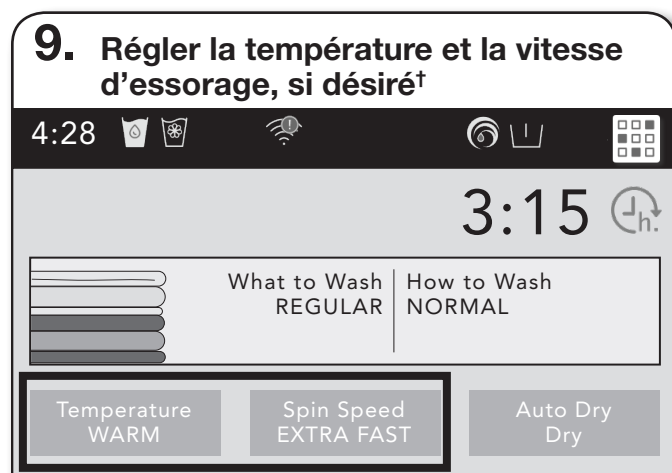 9. Régler la température et la vitesse
d'essorage, si désiré†
4:28
3:15 h.
What to Wash How to Wash
REGULAR NORMAL
Temperature Spin Speed Auto Dry
WARM EXTRA FAST Dry